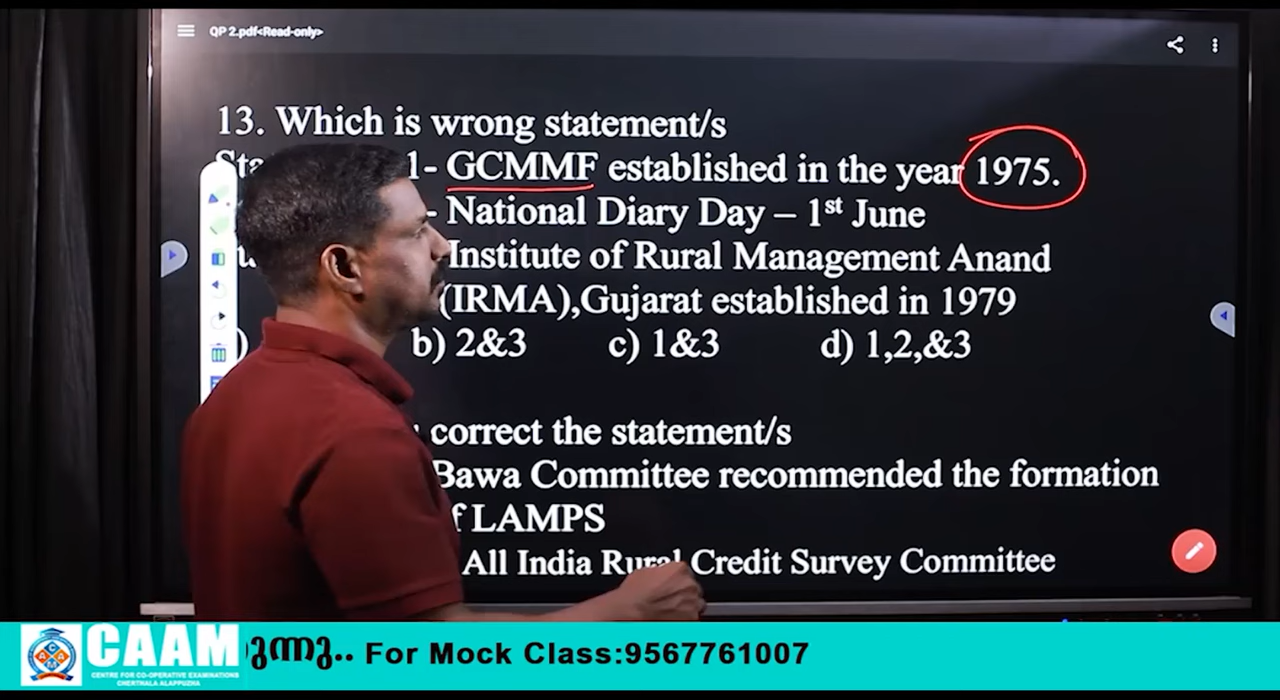 QP 2.pdf<Read-only>
13. Which is wrong statement/s
1- GCMMF established in the year 1975.
- National Diary Day – 1st June
Institute of Rural Management Anand
(IRMA),Gujarat established in 1979
b) 2&3 c) 1&3 d) 1,2,&3
correct the statement/s
Bawa Committee recommended the formation
f LAMPS
All India Rural Credit Survey Committee
CAAM
CENTRE FOR CO-OPERATIVE EXAMINATIONS
CHERTHALA ALAPPUZHA
ുന്നു.. For Mock Class:9567761007